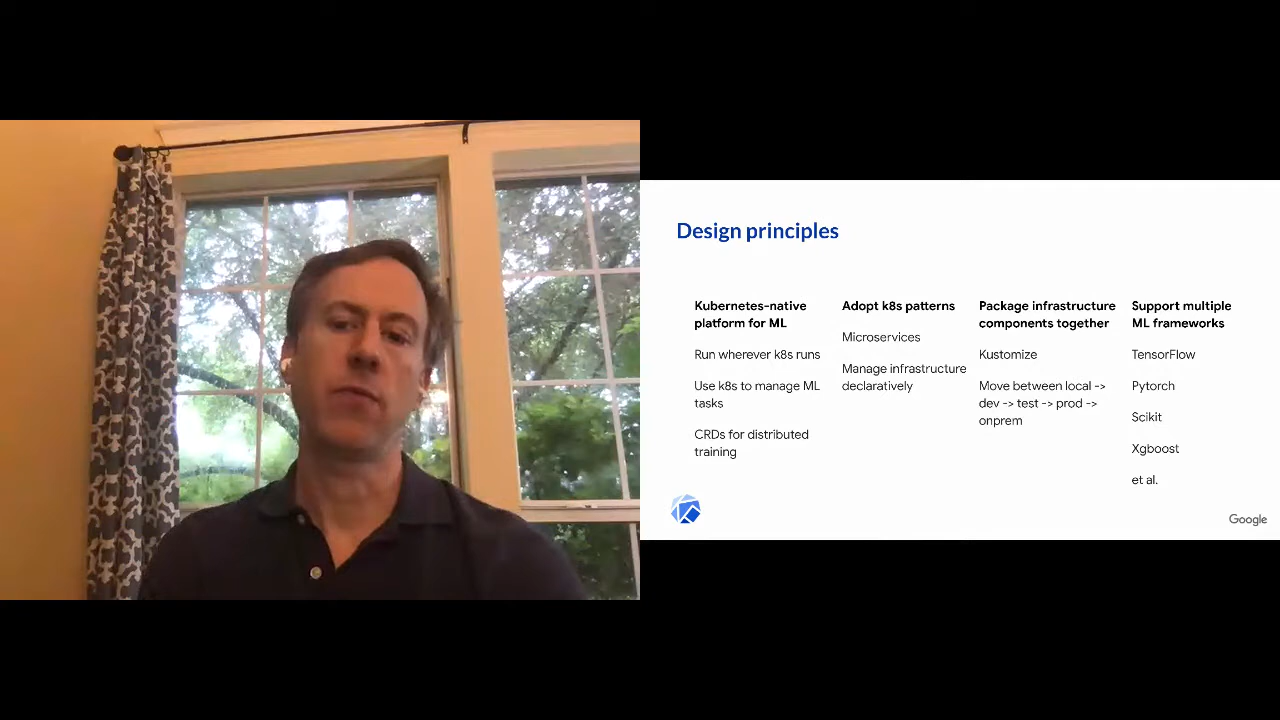 Design principles
Kubernetes-native
platform for ML
Run wherever k8s runs
Use k8s to manage ML
tasks
CRDs for distributed
training
Adopt k8s patterns
Microservices
Manage infrastructure
declaratively
Package infrastructure
components together
Kustomize
Move between local ->
dev -> test -> prod ->
onprem
Support multiple
ML frameworks
TensorFlow
Pytorch
Scikit
Xgboost
et al.
Google